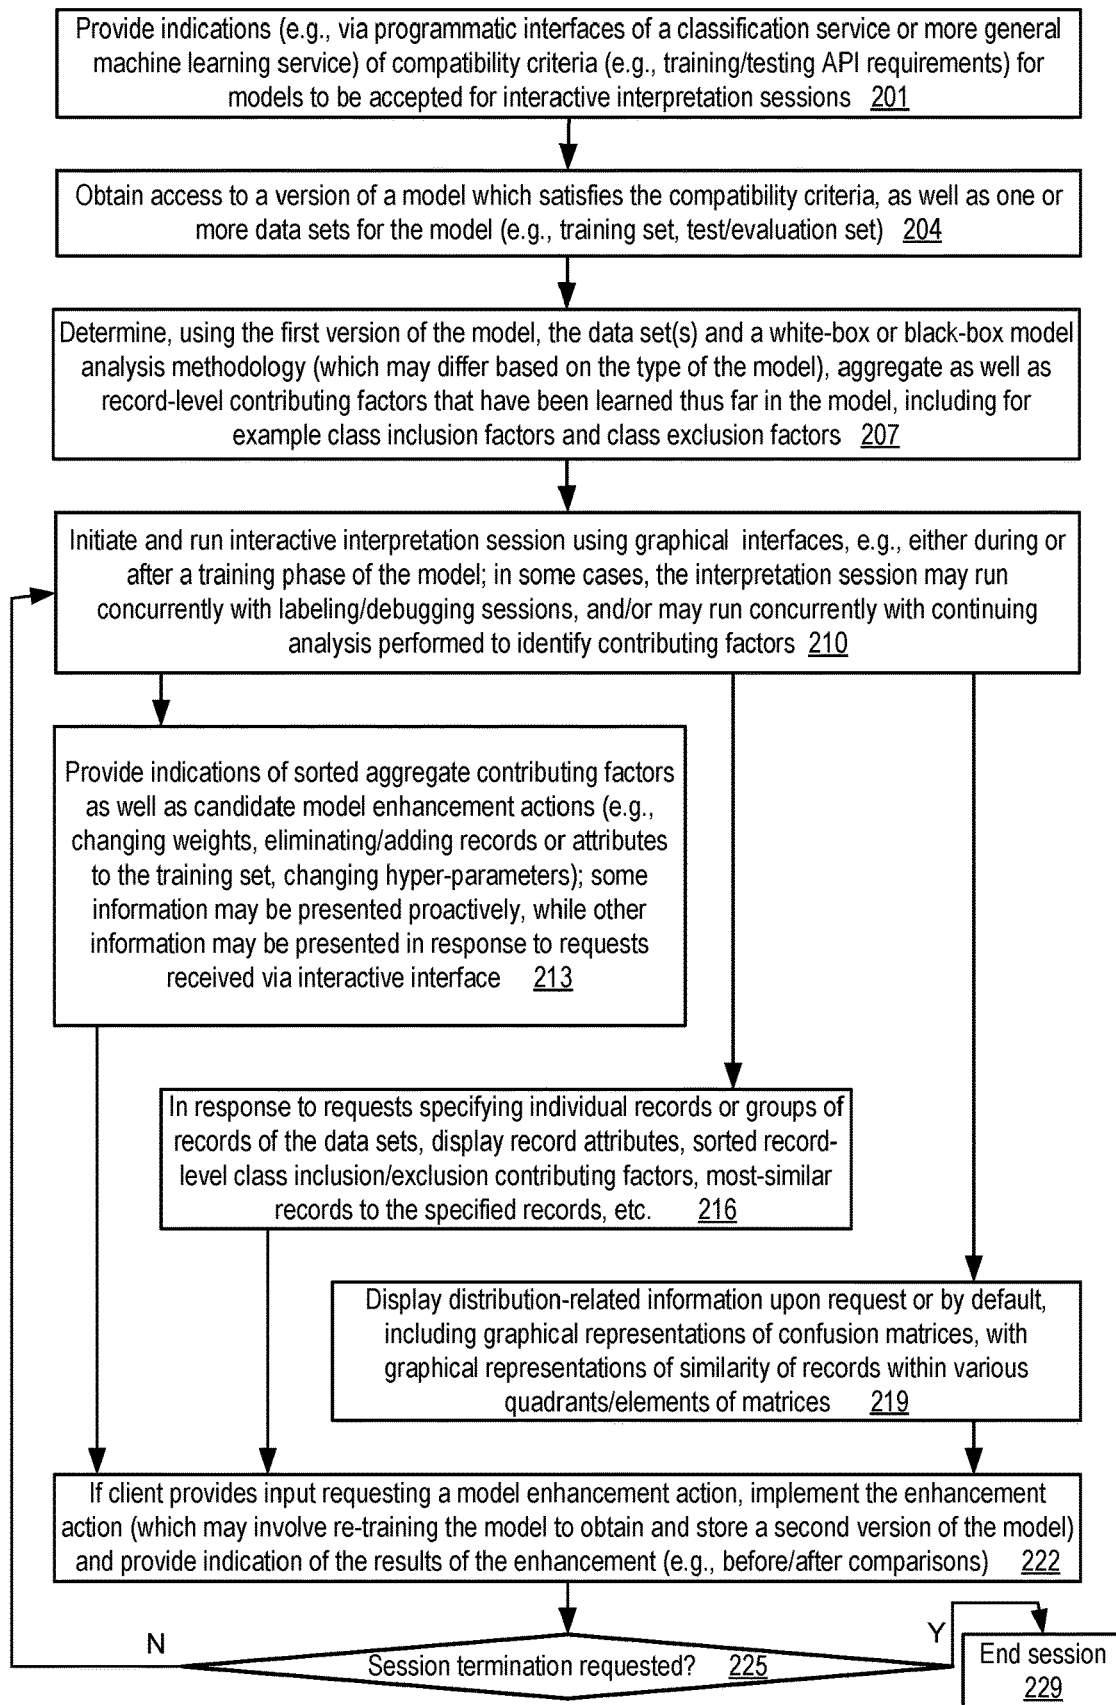 Provide indications (e.g., via programmatic interfaces of a classification service or more general
machine learning service) of compatibility criteria (e.g., training/testing API requirements) for
models to be accepted for interactive interpretation sessions 201
Obtain access to a version of a model which satisfies the compatibility criteria, as well as one or
more data sets for the model (e.g., training set, test/evaluation set) 204
Determine, using the first version of the model, the data set(s) and a white-box or black-box model
analysis methodology (which may differ based on the type of the model), aggregate as well as
record-level contributing factors that have been learned thus far in the model, including for
example class inclusion factors and class exclusion factors 207
Initiate and run interactive interpretation session using graphical interfaces, e.g., either during or
after a training phase of the model; in some cases, the interpretation session may run
concurrently with labeling/debugging sessions, and/or may run concurrently with continuing
analysis performed to identify contributing factors 210
Provide indications of sorted aggregate contributing factors
as well as candidate model enhancement actions (e.g.,
changing weights, eliminating/adding records or attributes
to the training set, changing hyper-parameters); some
information may be presented proactively, while other
information may be presented in response to requests
received via interactive interface 213
In response to requests specifying individual records or groups of
records of the data sets, display record attributes, sorted record-
level class inclusion/exclusion contributing factors, most-similar
records to the specified records, etc. 216
Display distribution-related information upon request or by default,
including graphical representations of confusion matrices, with
graphical representations of similarity of records within various
quadrants/elements of matrices 219
If client provides input requesting a model enhancement action, implement the enhancement
action (which may involve re-training the model to obtain and store a second version of the model)
and provide indication of the results of the enhancement (e.g., before/after comparisons) 222
N
Y
Session termination requested? 225
End session
229